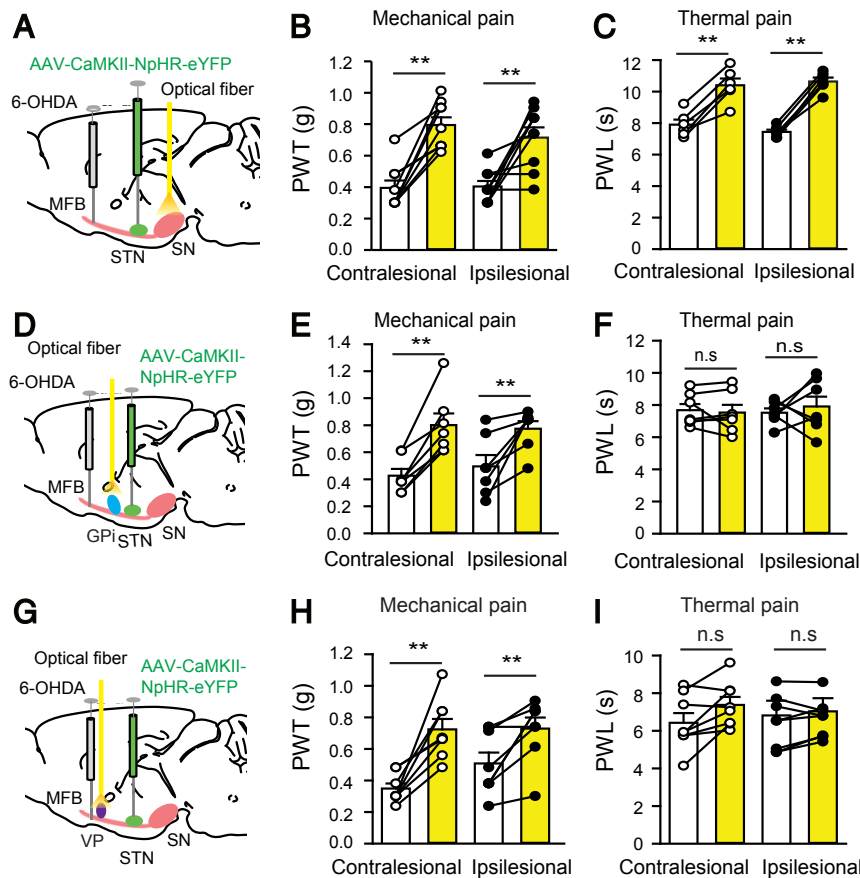 A
AAV-CaMKII-NpHR-eYFP
Optical fiber
6-OHDA
MFB
STN
SN
B
Mechanical pain
**
**
PWT (g)
1.2
1.0
0.8
0.6
0.4
0.2
0.0
Contralesional
Ipsilesional
C
Thermal pain
**
**
PWL (s)
14
12
10
8
6
4
2
0
Contralesional
Ipsilesional
D
Optical fiber
AAV-CaMKII-
NpHR-eYFP
6-OHDA
MFB
GPi
STN
SN
E
Mechanical pain
**
**
PWT (g)
1.4
1.2
1.0
0.8
0.6
0.4
0.2
0.0
Contralesional
Ipsilesional
F
Thermal pain
n.s
n.s
PWL (s)
12
10
8
6
4
2
0
Contralesional
Ipsilesional
G
Optical fiber
AAV-CaMKII-
NpHR-eYFP
6-OHDA
MFB
VP
STN
SN
H
Mechanical pain
**
**
PWT (g)
1.2
1.0
0.8
0.6
0.4
0.2
0.0
Contralesional
Ipsilesional
I
Thermal pain
n.s
n.s
PWL (s)
10
8
6
4
2
0
Contralesional
Ipsilesional